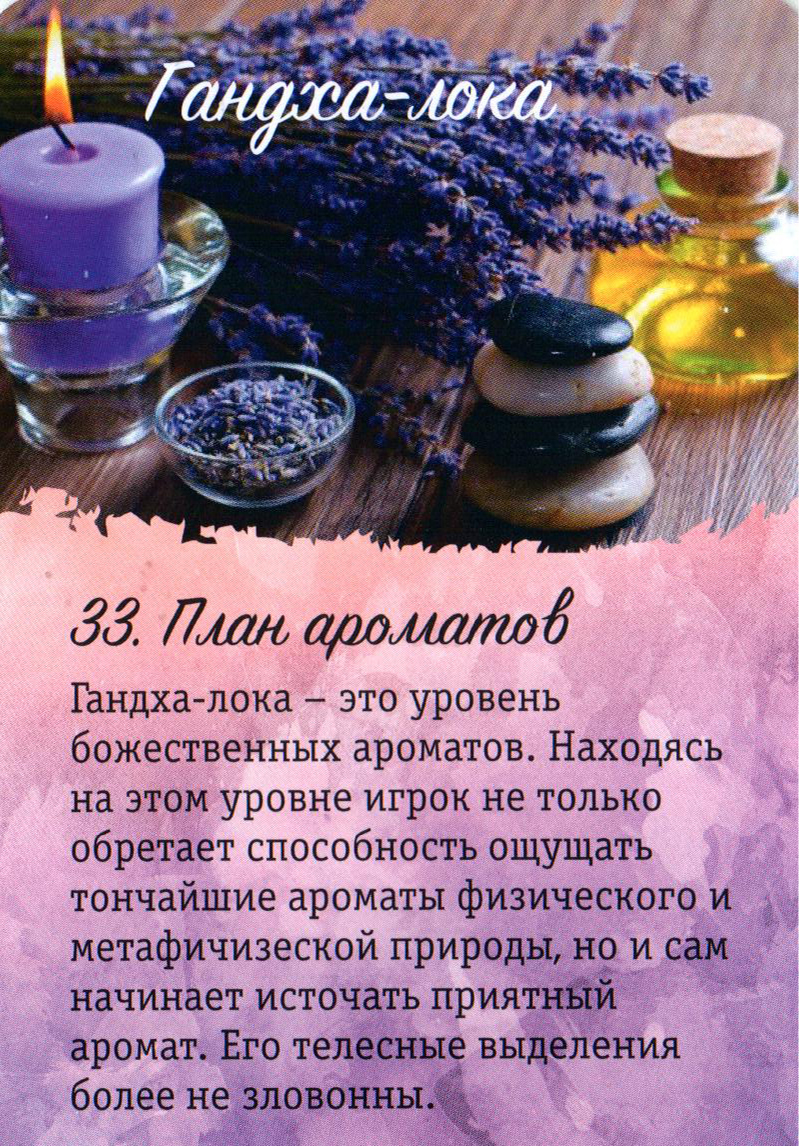 Гандха-лока
33. План ароматов
Гандха-лока – это уровень
божественных ароматов. Находясь
на этом уровне игрок не только
обретает способность ощущать
тончайшие ароматы физического и
метафичизеской природы, но и сам
начинает источать приятный
аромат. Его телесные выделения
более не зловонны.